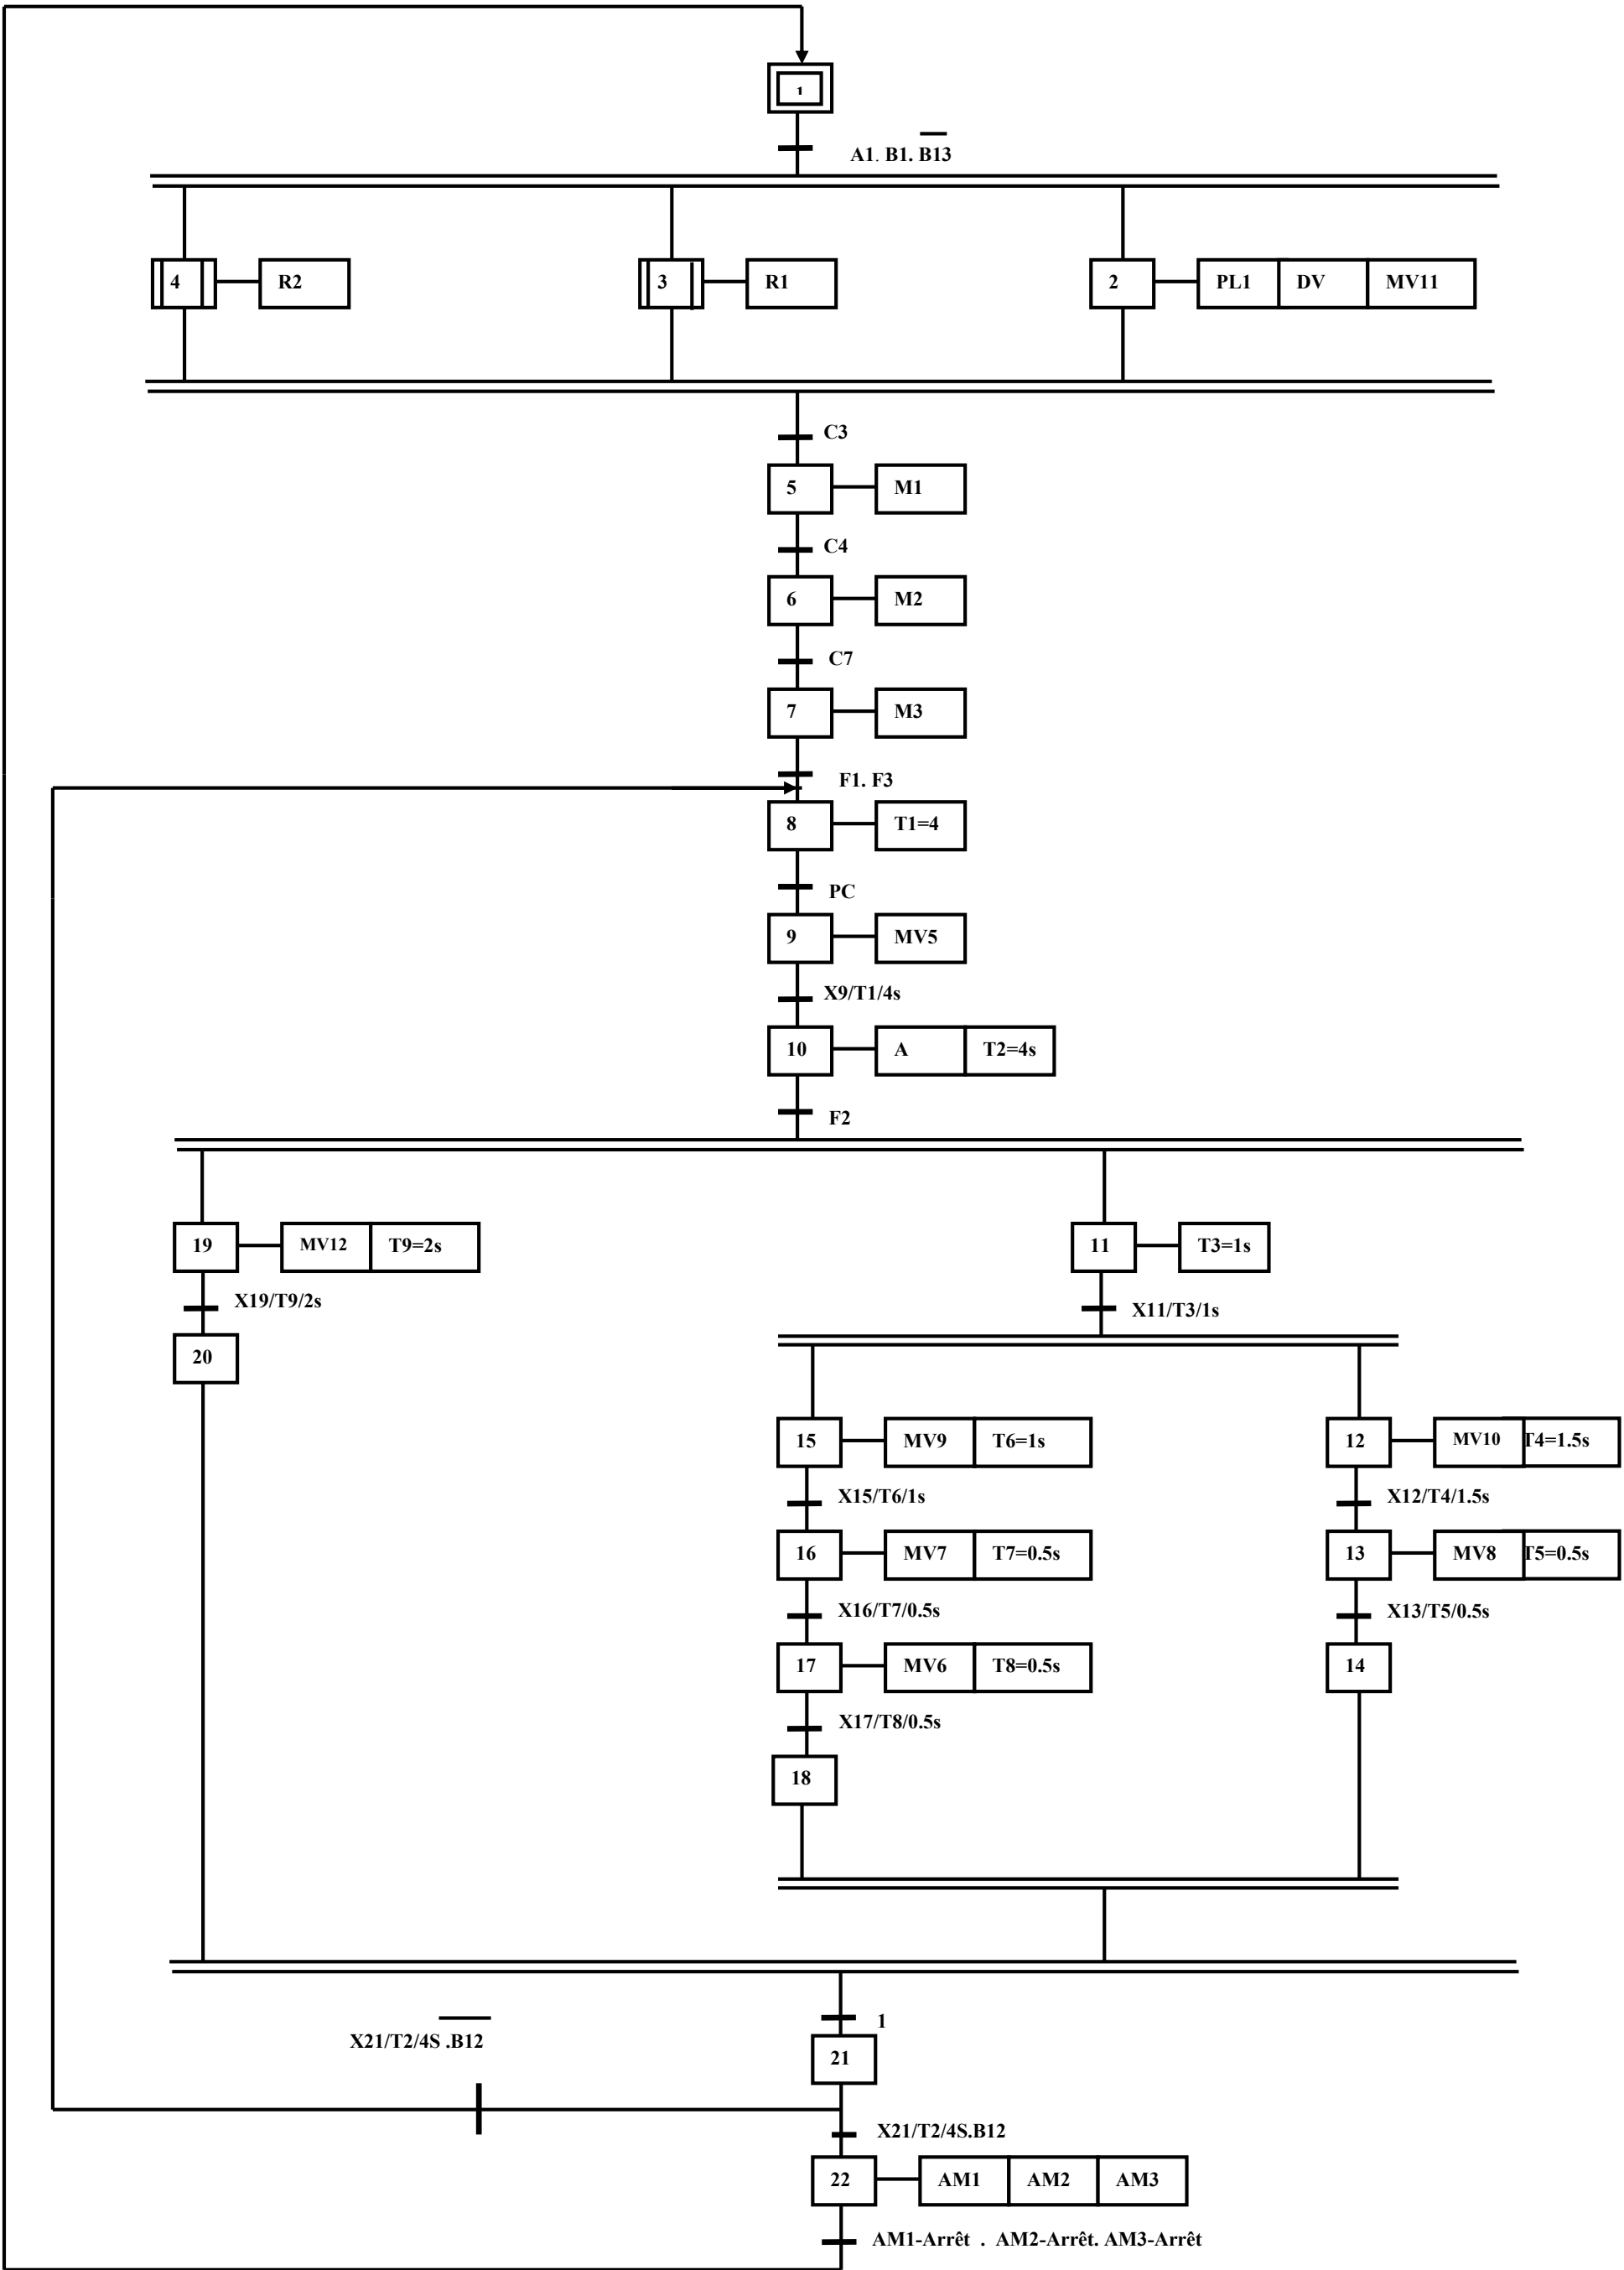 1
A1. B1. B13
4 R2 3 R1 2 PL1 DV MV11
C3
5 M1
C4
6 M2
C7
7 M3
F1. F3
8 T1=4
PC
9 MV5
X9/T1/4s
10 A T2=4s
F2
19 MV12 T9=2s 11 T3=1s
X19/T9/2s X11/T3/1s
20
15 MV9 T6=1s 12 MV10 T4=1.5s
X15/T6/1s X12/T4/1.5s
16 MV7 T7=0.5s 13 MV8 T5=0.5s
X16/T7/0.5s X13/T5/0.5s
17 MV6 T8=0.5s 14
X17/T8/0.5s
18
1
X21/T2/4S .B12
21
X21/T2/4S.B12
22 AM1 AM2 AM3
AM1-Arrêt . AM2-Arrêt. AM3-Arrêt